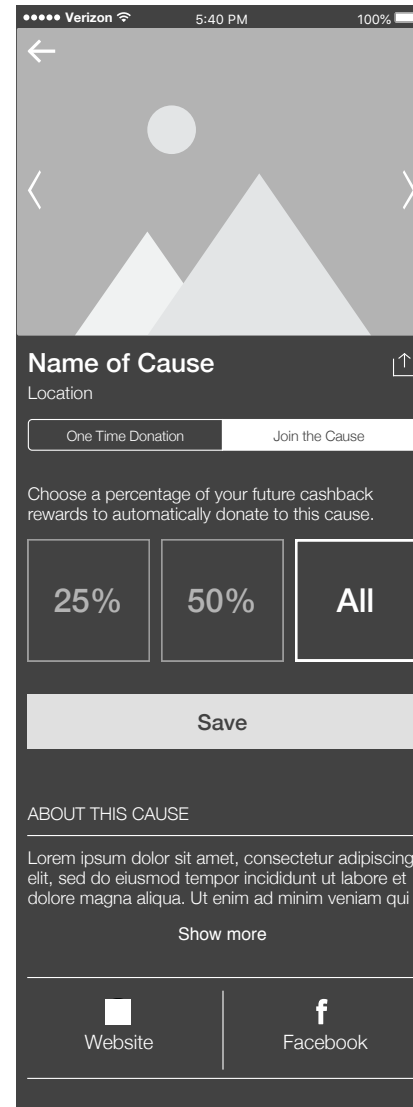 Verizon 5:40 PM 100%
Name of Cause
Location
One Time Donation Join the Cause
Choose a percentage of your future cashback
rewards to automatically donate to this cause.
25% 50% All
Save
ABOUT THIS CAUSE
Lorem ipsum dolor sit amet, consectetur adipiscing
elit, sed do eiusmod tempor incididunt ut labore et
dolore magna aliqua. Ut enim ad minim veniam qui
Show more
f
Website Facebook